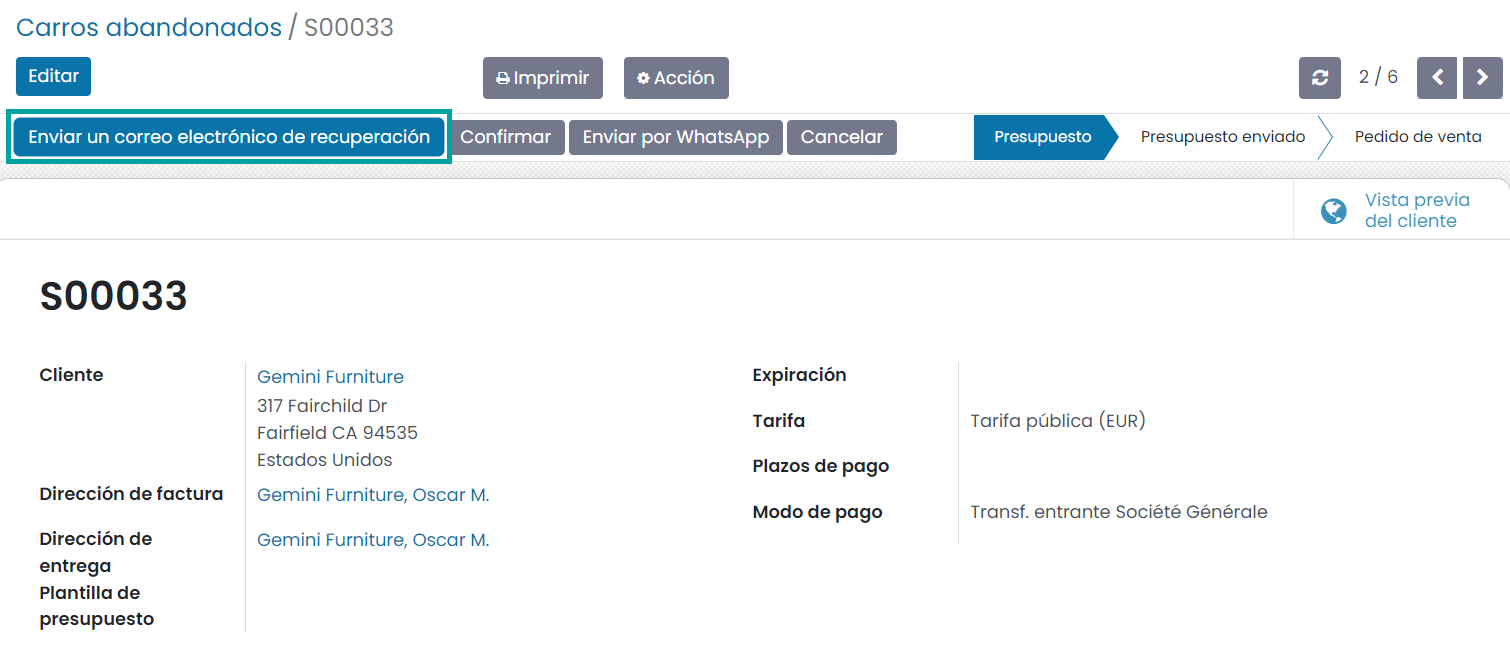 Carros abandonados / S00033
Editar
Imprimir
Acción
2 / 6
Enviar un correo electrónico de recuperación
Confirmar
Enviar por WhatsApp
Cancelar
Presupuesto
Presupuesto enviado
Pedido de venta
Vista previa
del cliente
S00033
Cliente
Gemini Furniture
317 Fairchild Dr
Fairfield CA 94535
Estados Unidos
Dirección de factura
Gemini Furniture, Oscar M.
Dirección de
entrega
Gemini Furniture, Oscar M.
Plantilla de
presupuesto
Expiración
Tarifa
Tarifa pública (EUR)
Plazos de pago
Modo de pago
Transf. entrante Société Générale